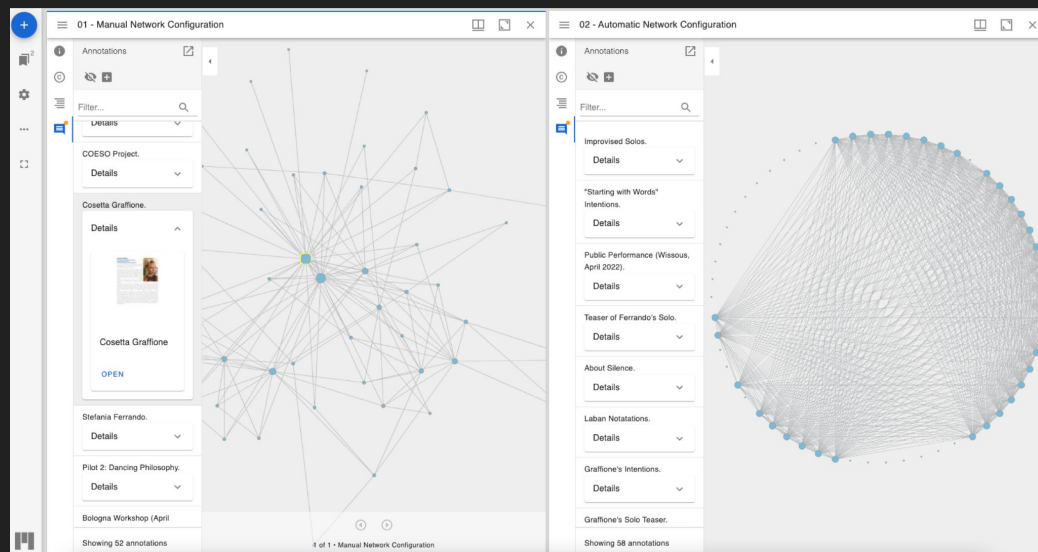 2
01 - Manual Network Configuration
Annotations
Filter...
Details
COESO Project.
Details
Cosetta Graffione.
Details
Cosetta Graffione
OPEN
Stefania Ferrando.
Details
Pilot 2: Dancing Philosophy.
Details
Bologna Workshop (April
Showing 52 annotations
1 of 1 • Manual Network Configuration
02 - Automatic Network Configuration
Annotations
Filter...
Improvised Solos.
Details
"Starting with Words"
Intentions.
Details
Public Performance (Wissous,
April 2022).
Details
Teaser of Ferrando's Solo.
Details
About Silence.
Details
Laban Notatations.
Details
Graffione's Intentions.
Details
Graffione's Solo Teaser.
Showing 58 annotations